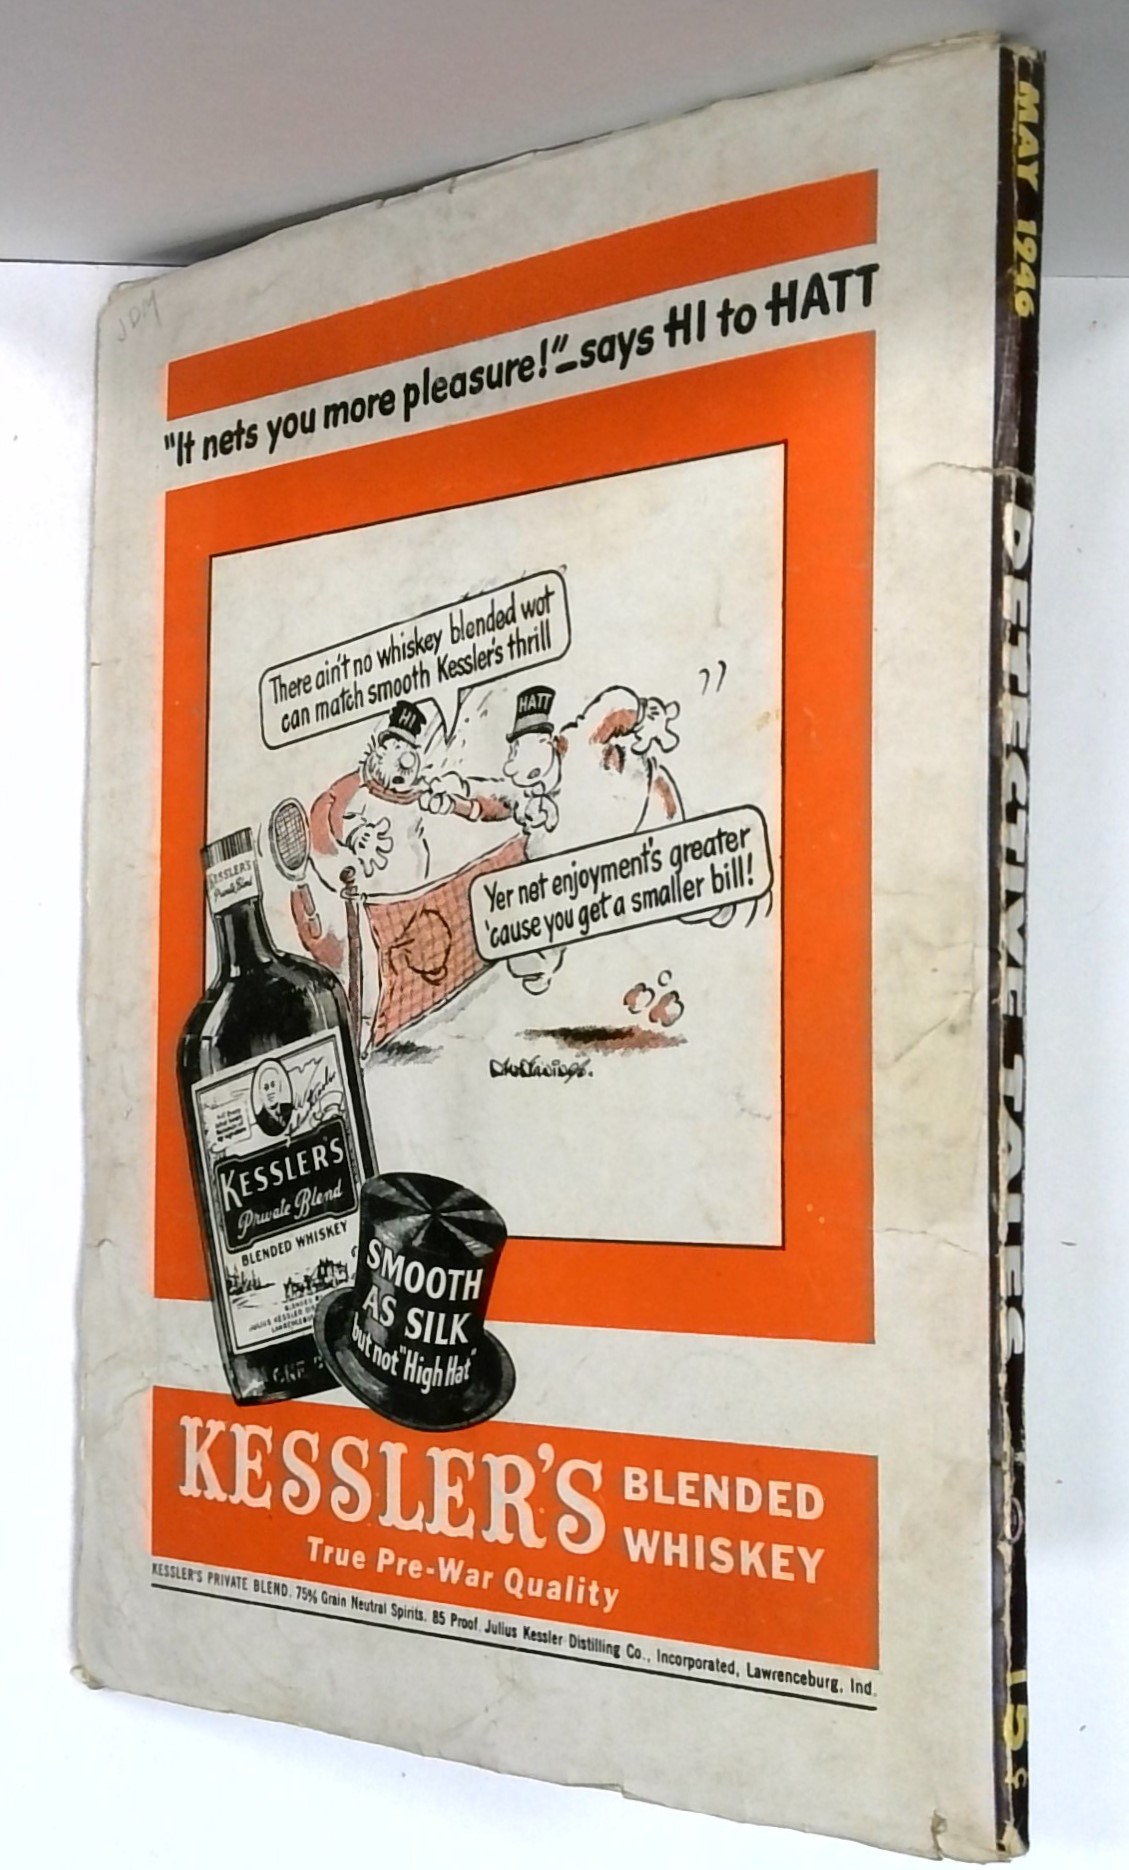 JDM
"It nets you more pleasure!"–says HI to HATT
There ain't no whiskey blended wot
can match smooth Kessler's thrill
HI
HATT
Yer net enjoyment's greater
'cause you get a smaller bill!
KESSLER'S
Private Blend
KESSLER'S
Private Blend
BLENDED WHISKEY
SMOOTH
AS SILK
but not "High Hat"
KESSLER'S BLENDED
WHISKEY
True Pre-War Quality
KESSLER'S PRIVATE BLEND. 75% Grain Neutral Spirits. 85 Proof. Julius Kessler Distilling Co., Incorporated, Lawrenceburg, Ind.
MAY 1946
DETECTIVE TALES
15¢